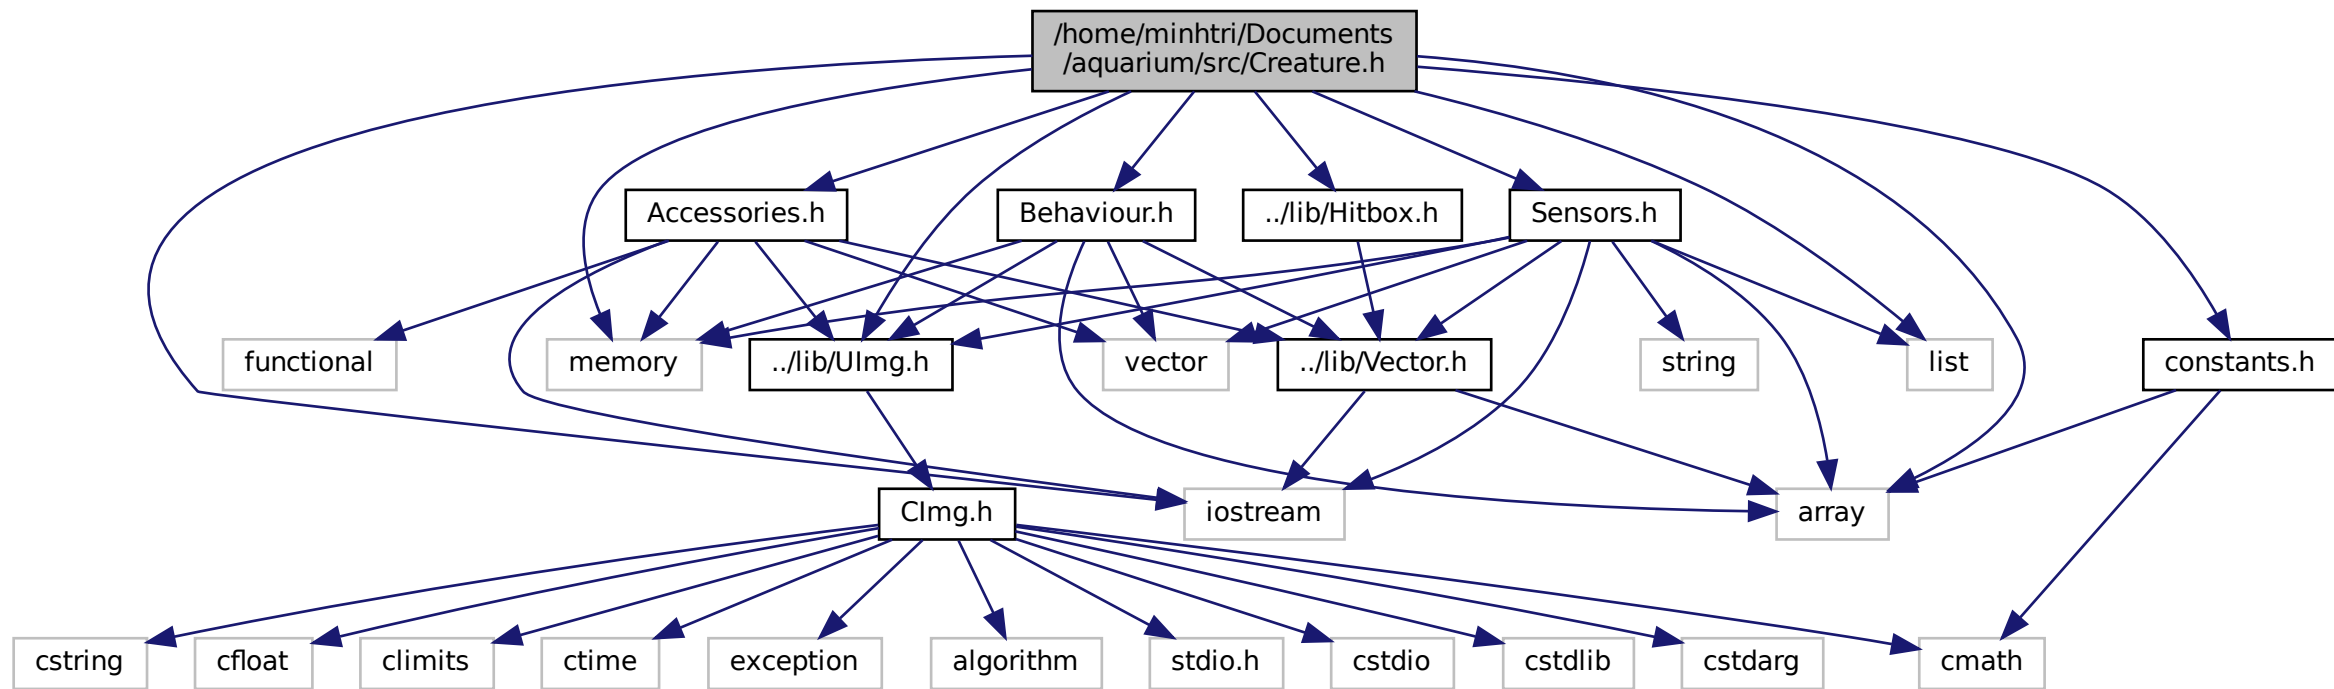 /home/minhtri/Documents
/aquarium/src/Creature.h
Accessories.h
Behaviour.h
../lib/Hitbox.h
Sensors.h
functional
memory
../lib/UImg.h
vector
../lib/Vector.h
string
list
constants.h
CImg.h
iostream
array
cstring
cfloat
climits
ctime
exception
algorithm
stdio.h
cstdio
cstdlib
cstdarg
cmath